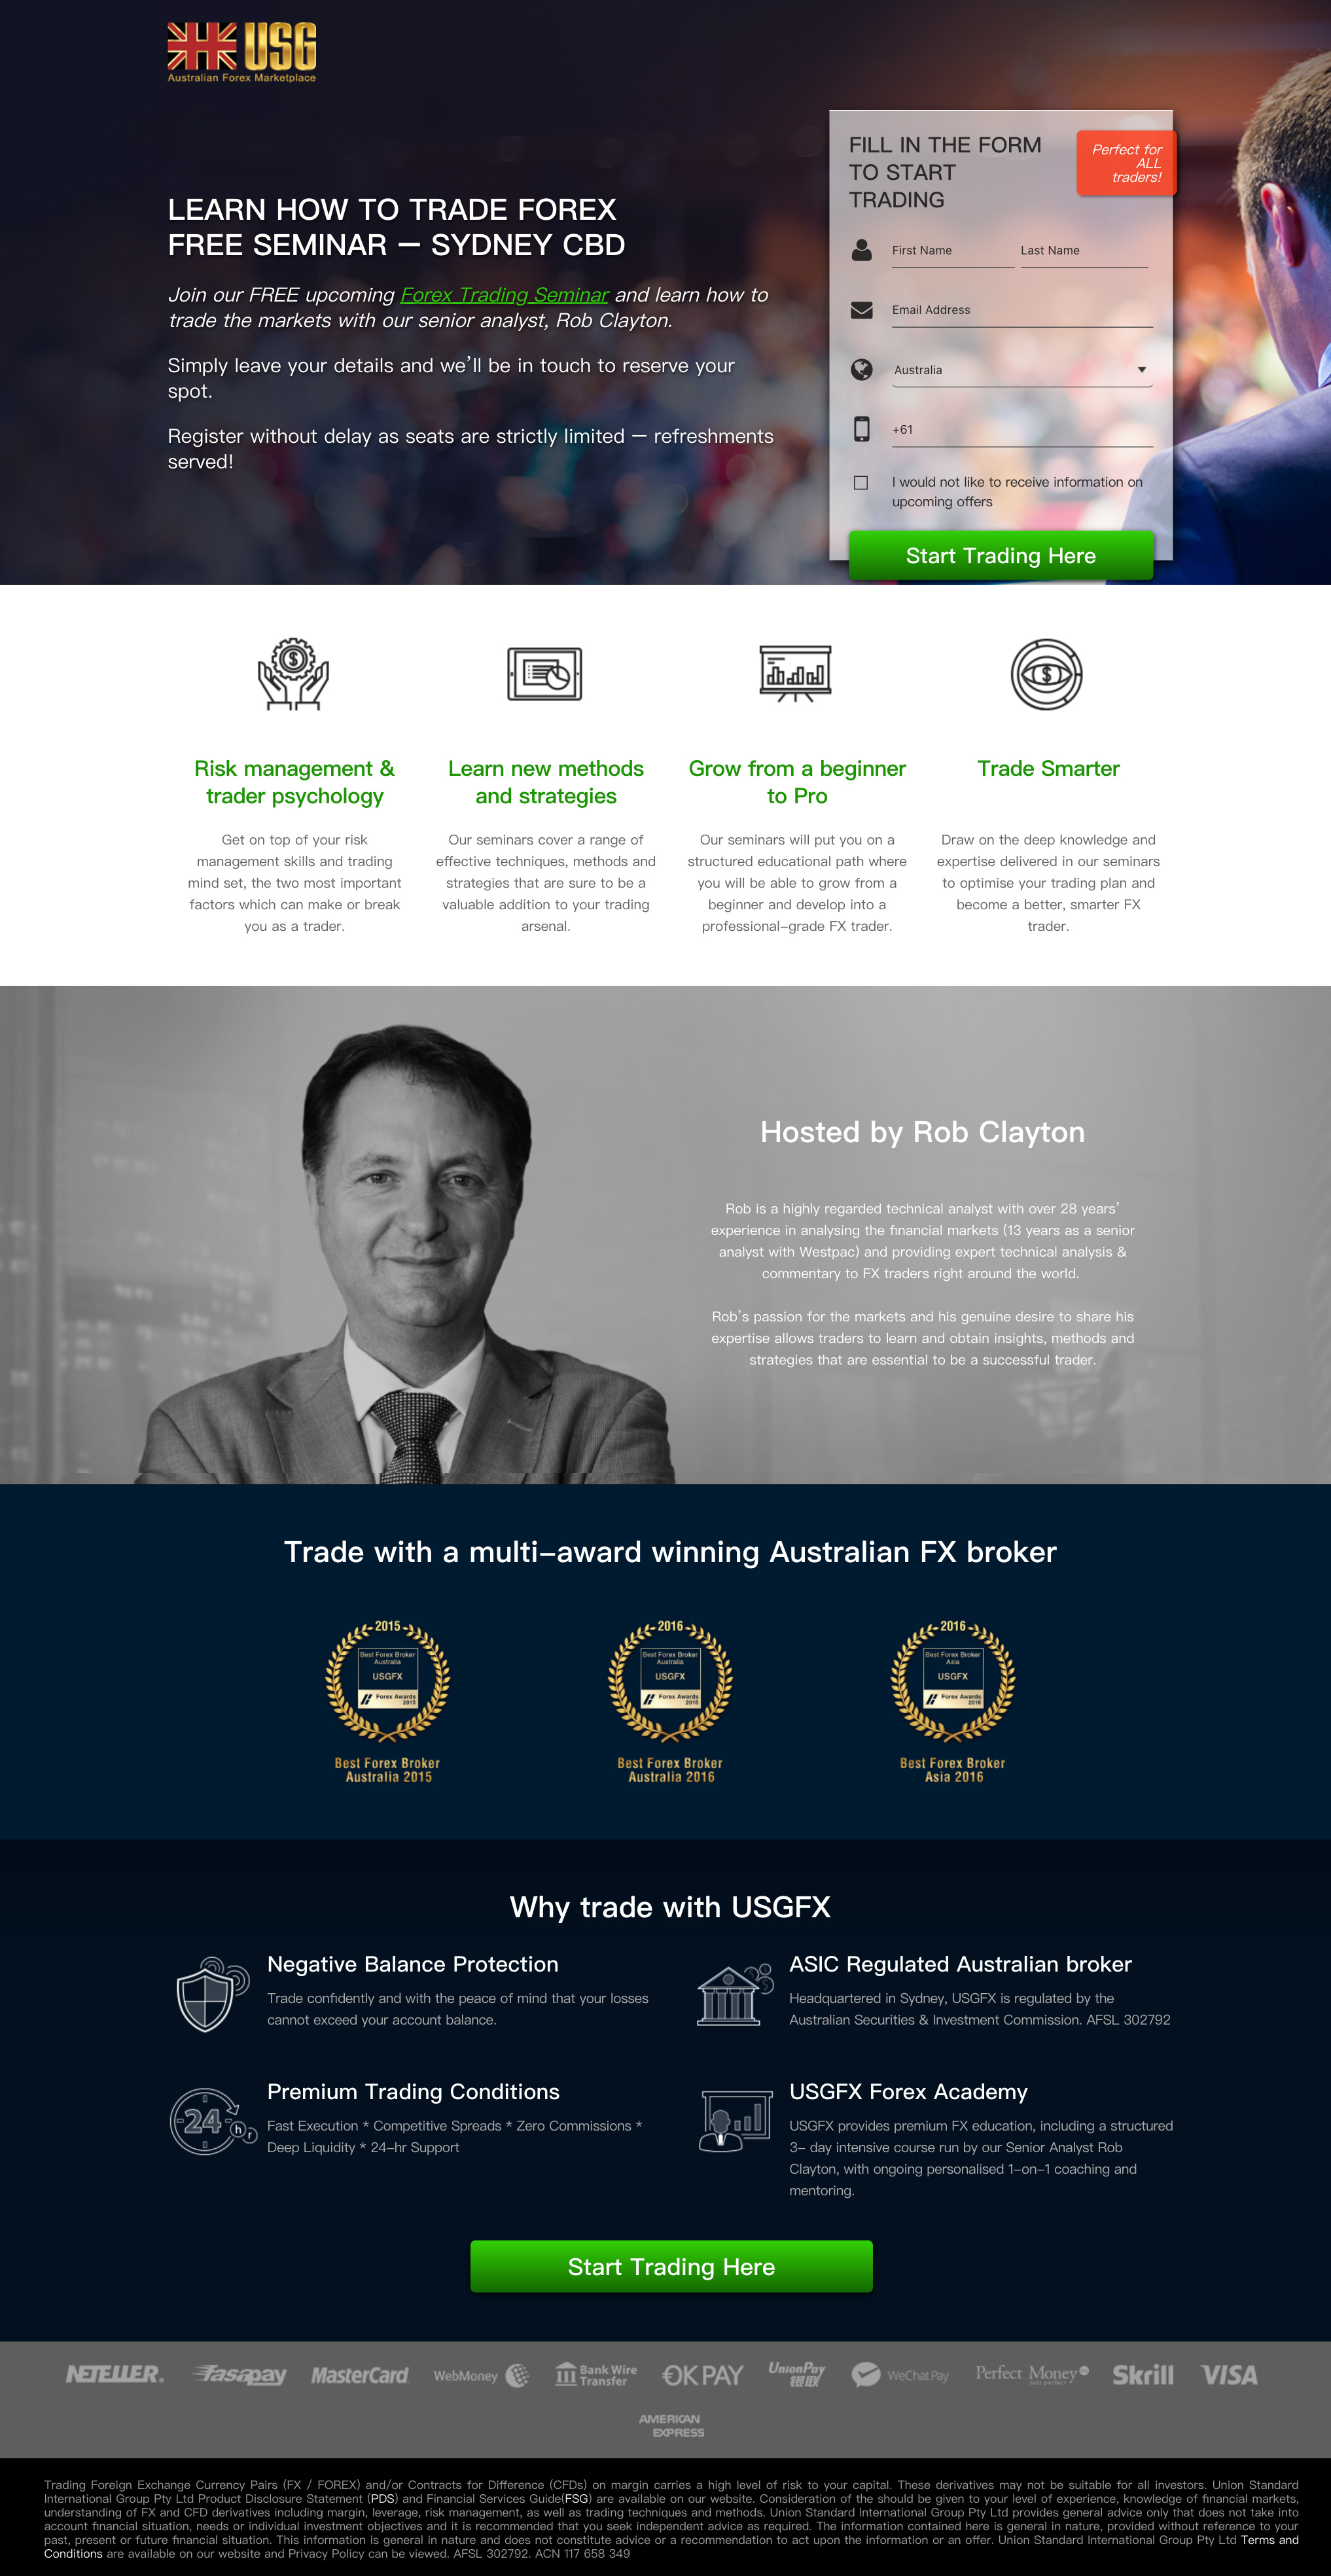 USG
Australian Forex Marketplace
LEARN HOW TO TRADE FOREX
FREE SEMINAR – SYDNEY CBD
Join our FREE upcoming Forex Trading Seminar and learn how to
trade the markets with our senior analyst, Rob Clayton.
Simply leave your details and we'll be in touch to reserve your
spot.
Register without delay as seats are strictly limited – refreshments
served!
FILL IN THE FORM
TO START
TRADING
Perfect for
ALL
traders!
First Name
Last Name
Email Address
Australia
+61
I would not like to receive information on
upcoming offers
Start Trading Here
Risk management &
trader psychology
Get on top of your risk
management skills and trading
mind set, the two most important
factors which can make or break
you as a trader.
Learn new methods
and strategies
Our seminars cover a range of
effective techniques, methods and
strategies that are sure to be a
valuable addition to your trading
arsenal.
Grow from a beginner
to Pro
Our seminars will put you on a
structured educational path where
you will be able to grow from a
beginner and develop into a
professional-grade FX trader.
Trade Smarter
Draw on the deep knowledge and
expertise delivered in our seminars
to optimise your trading plan and
become a better, smarter FX
trader.
Hosted by Rob Clayton
Rob is a highly regarded technical analyst with over 28 years'
experience in analysing the financial markets (13 years as a senior
analyst with Westpac) and providing expert technical analysis &
commentary to FX traders right around the world.
Rob's passion for the markets and his genuine desire to share his
expertise allows traders to learn and obtain insights, methods and
strategies that are essential to be a successful trader.
Trade with a multi-award winning Australian FX broker
2015
Best Forex Broker
Australia
USGFX
Forex Awards
2015
Best Forex Broker
Australia 2015
2016
Best Forex Broker
Australia
USGFX
Forex Awards
2016
Best Forex Broker
Australia 2016
2016
Best Forex Broker
Asia
USGFX
Forex Awards
2016
Best Forex Broker
Asia 2016
Why trade with USGFX
Negative Balance Protection
Trade confidently and with the peace of mind that your losses
cannot exceed your account balance.
ASIC Regulated Australian broker
Headquartered in Sydney, USGFX is regulated by the
Australian Securities & Investment Commission. AFSL 302792
24 hr
Premium Trading Conditions
Fast Execution * Competitive Spreads * Zero Commissions *
Deep Liquidity * 24-hr Support
USGFX Forex Academy
USGFX provides premium FX education, including a structured
3- day intensive course run by our Senior Analyst Rob
Clayton, with ongoing personalised 1-on-1 coaching and
mentoring.
Start Trading Here
NETELLER fasapay MasterCard WebMoney Bank Wire Transfer OKPAY UnionPay 银联 WeChatPay Perfect Money just perfect. Skrill VISA
AMERICAN
EXPRESS
Trading Foreign Exchange Currency Pairs (FX / FOREX) and/or Contracts for Difference (CFDs) on margin carries a high level of risk to your capital. These derivatives may not be suitable for all investors. Union Standard
International Group Pty Ltd Product Disclosure Statement (PDS) and Financial Services Guide(FSG) are available on our website. Consideration of the should be given to your level of experience, knowledge of financial markets,
understanding of FX and CFD derivatives including margin, leverage, risk management, as well as trading techniques and methods. Union Standard International Group Pty Ltd provides general advice only that does not take into
account financial situation, needs or individual investment objectives and it is recommended that you seek independent advice as required. The information contained here is general in nature, provided without reference to your
past, present or future financial situation. This information is general in nature and does not constitute advice or a recommendation to act upon the information or an offer. Union Standard International Group Pty Ltd Terms and
Conditions are available on our website and Privacy Policy can be viewed. AFSL 302792. ACN 117 658 349